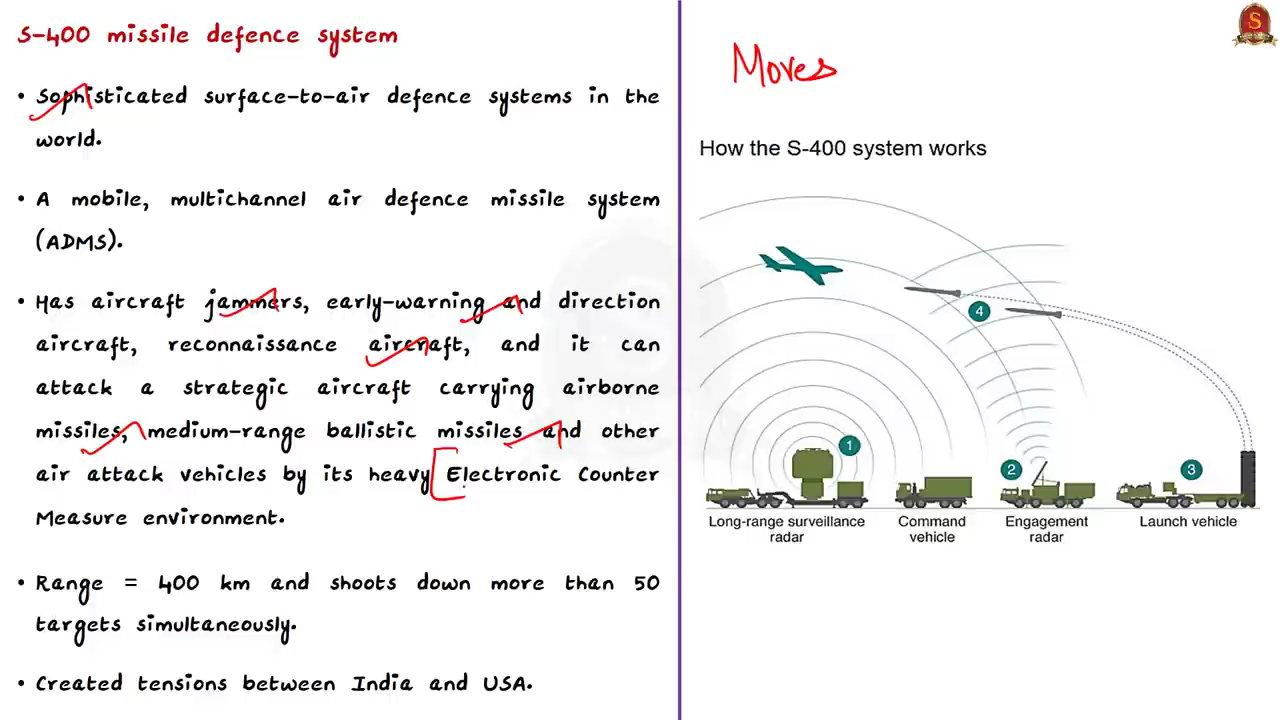 S-400 missile defence system
• Sophisticated surface-to-air defence systems in the
world.
• A mobile, multichannel air defence missile system
(ADMS).
• Has aircraft jammers, early-warning and direction
aircraft, reconnaissance aircraft, and it can
attack a strategic aircraft carrying airborne
missiles, medium-range ballistic missiles and other
air attack vehicles by its heavy Electronic Counter
Measure environment.
• Range = 400 km and shoots down more than 50
targets simultaneously.
• Created tensions between India and USA.
Moves
How the S-400 system works
4
1
2
3
Long-range surveillance
radar
Command
vehicle
Engagement
radar
Launch vehicle
S